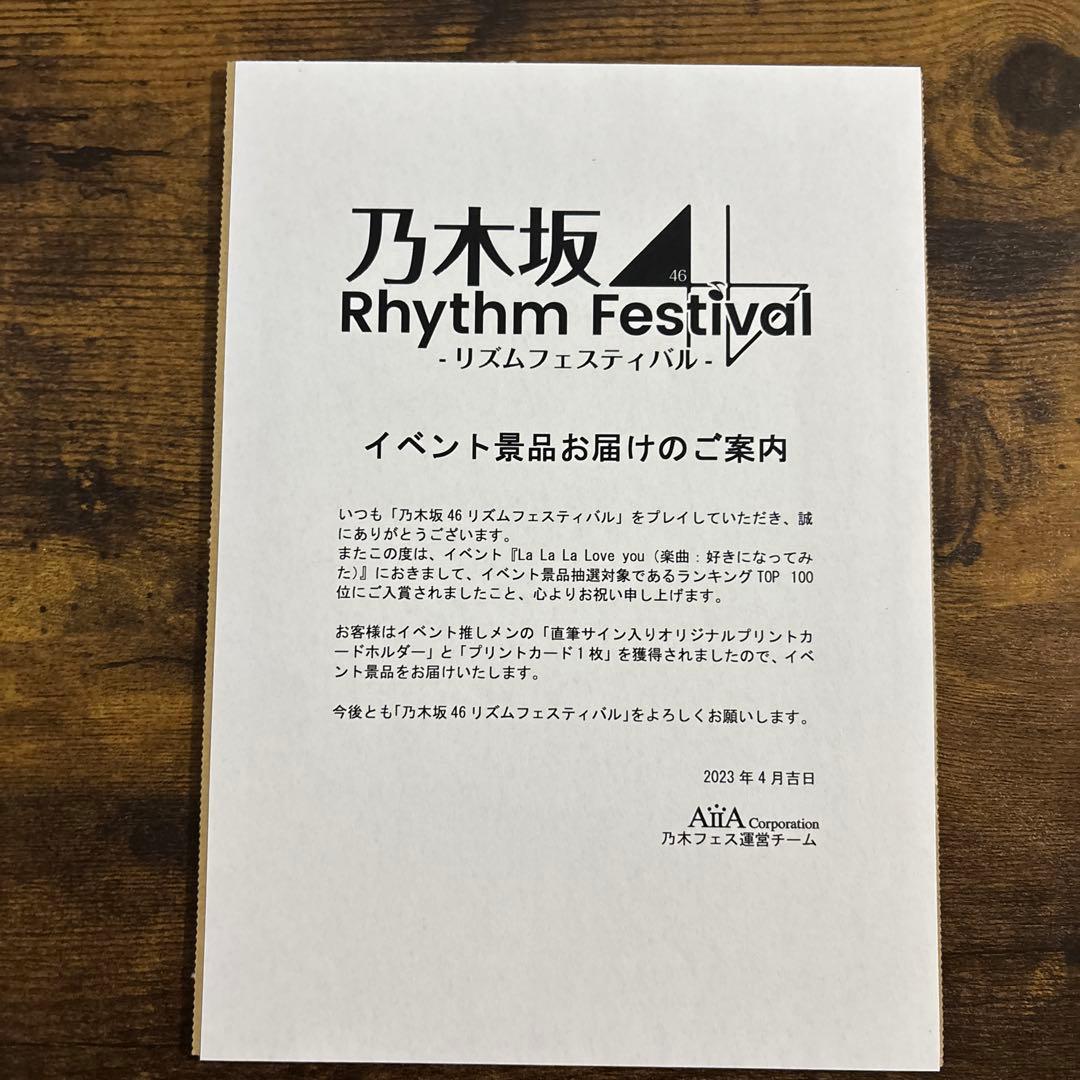 乃木坂46
Rhythm Festival
- リズムフェスティバル -
イベント景品お届けのご案内
いつも「乃木坂46リズムフェスティバル」をプレイしていただき、誠
にありがとうございます。
またこの度は、イベント『La La La Love you（楽曲：好きになってみ
た）』におきまして、イベント景品抽選対象であるランキングTOP 100
位にご入賞されましたこと、心よりお祝い申し上げます。
お客様はイベント推しメンの「直筆サイン入りオリジナルプリントカ
ードホルダー」と「プリントカード1枚」を獲得されましたので、イベ
ント景品をお届けいたします。
今後とも「乃木坂46リズムフェスティバル」をよろしくお願いします。
2023年4月吉日
AiiA Corporation
乃木フェス運営チーム